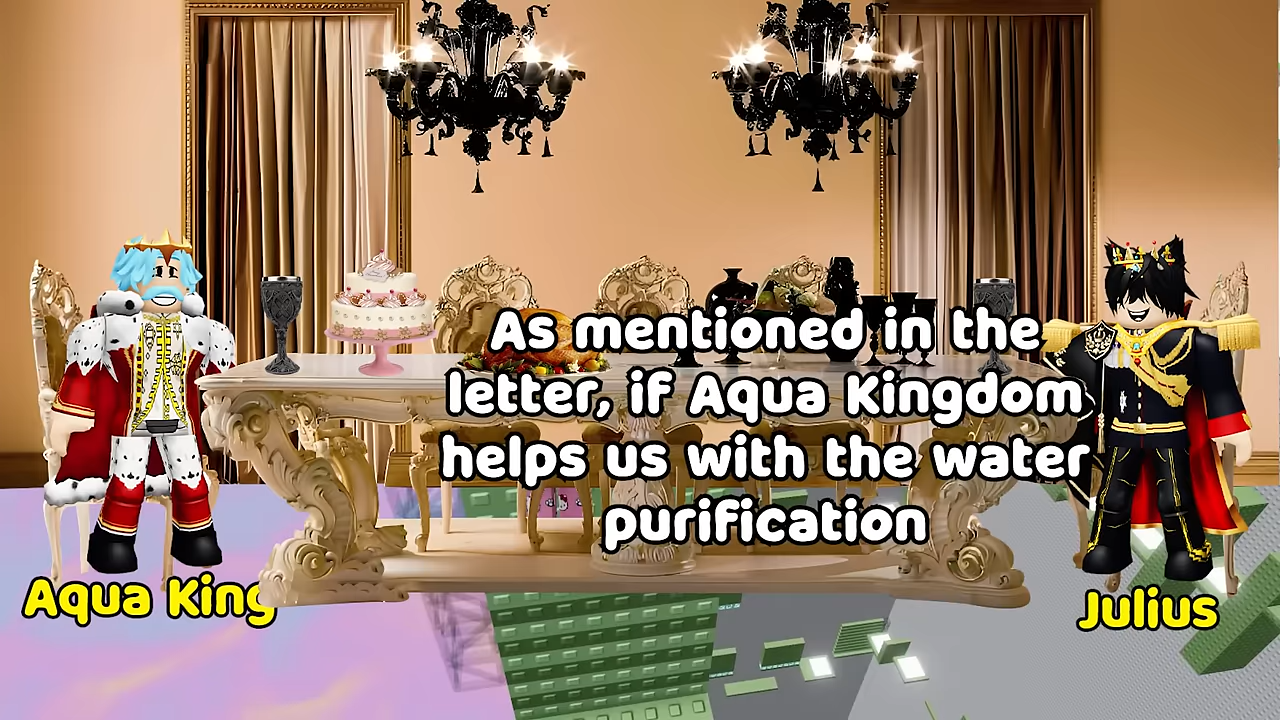 As mentioned in the
letter, if Aqua Kingdom
helps us with the water
purification
Aqua King
Julius